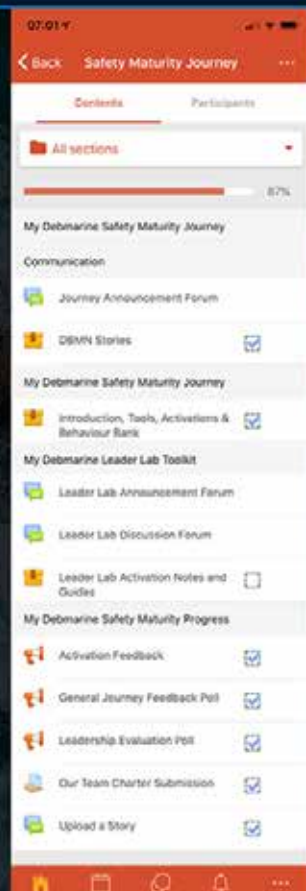 07:01
Back Safety Maturity Journey
Contents Participants
All sections
87%
My Debmarine Safety Maturity Journey
Communication
Journey Announcement Forum
DBMN Stories
My Debmarine Safety Maturity Journey
Introduction, Tools, Activations &
Behaviour Bank
My Debmarine Leader Lab Toolkit
Leader Lab Announcement Forum
Leader Lab Discussion Forum
Leader Lab Activation Notes and
Guides
My Debmarine Safety Maturity Progress
Activation Feedback
General Journey Feedback Poll
Leadership Evaluation Poll
Our Team Charter Submission
Upload a Story